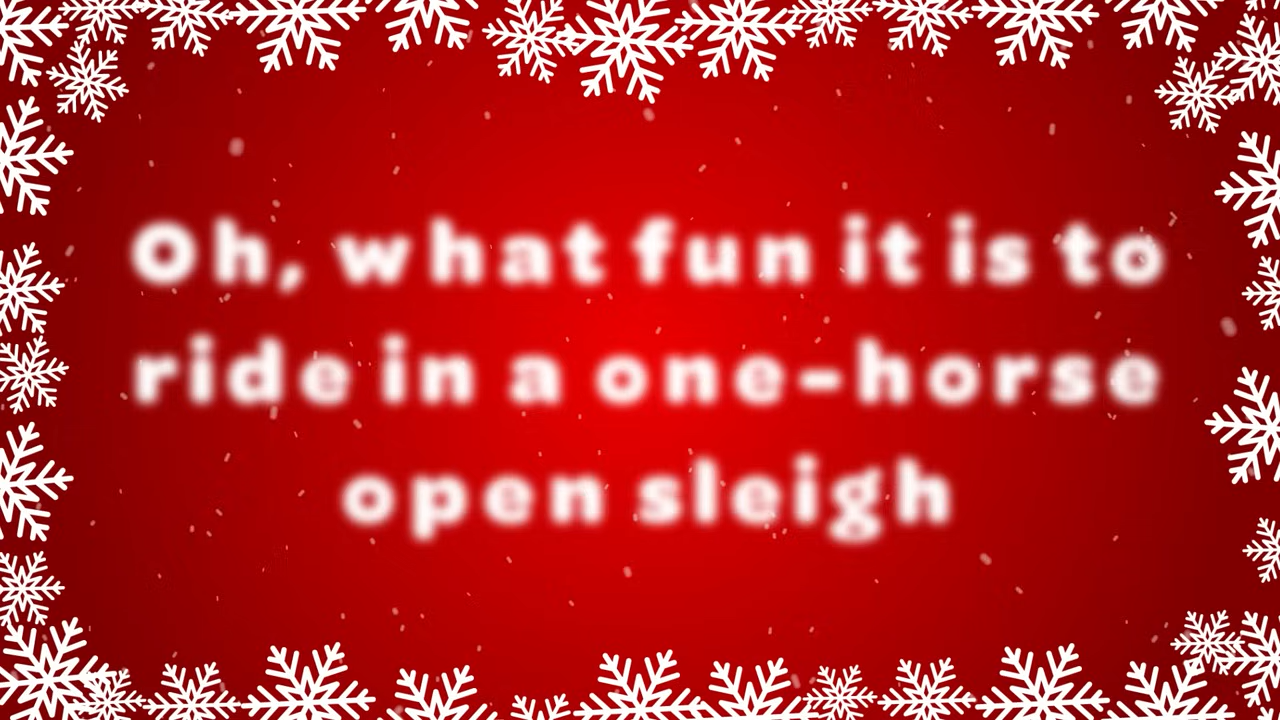 Oh, what fun it is to
ride in a one-horse
open sleigh